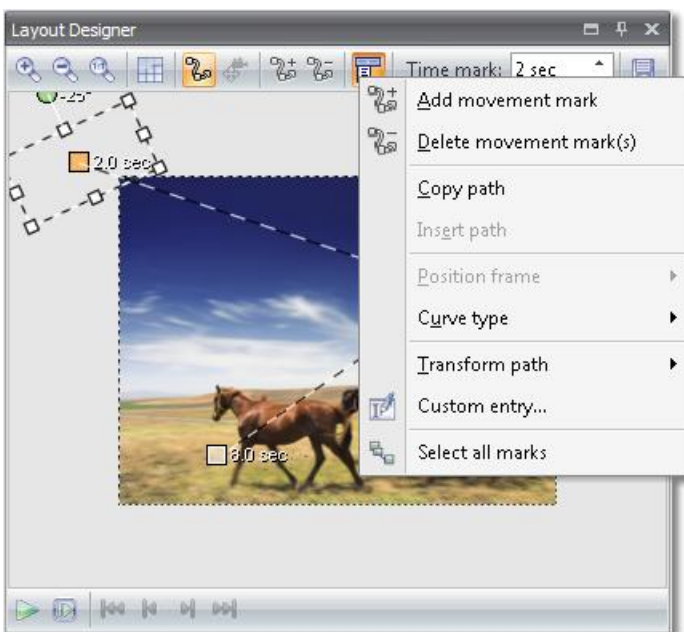 Layout Designer
Time mark: 2 sec
Add movement mark
-25°
Delete movement mark(s)
2.0 sec
Copy path
Insert path
Position frame
Curve type
Transform path
Custom entry...
8.0 sec
Select all marks